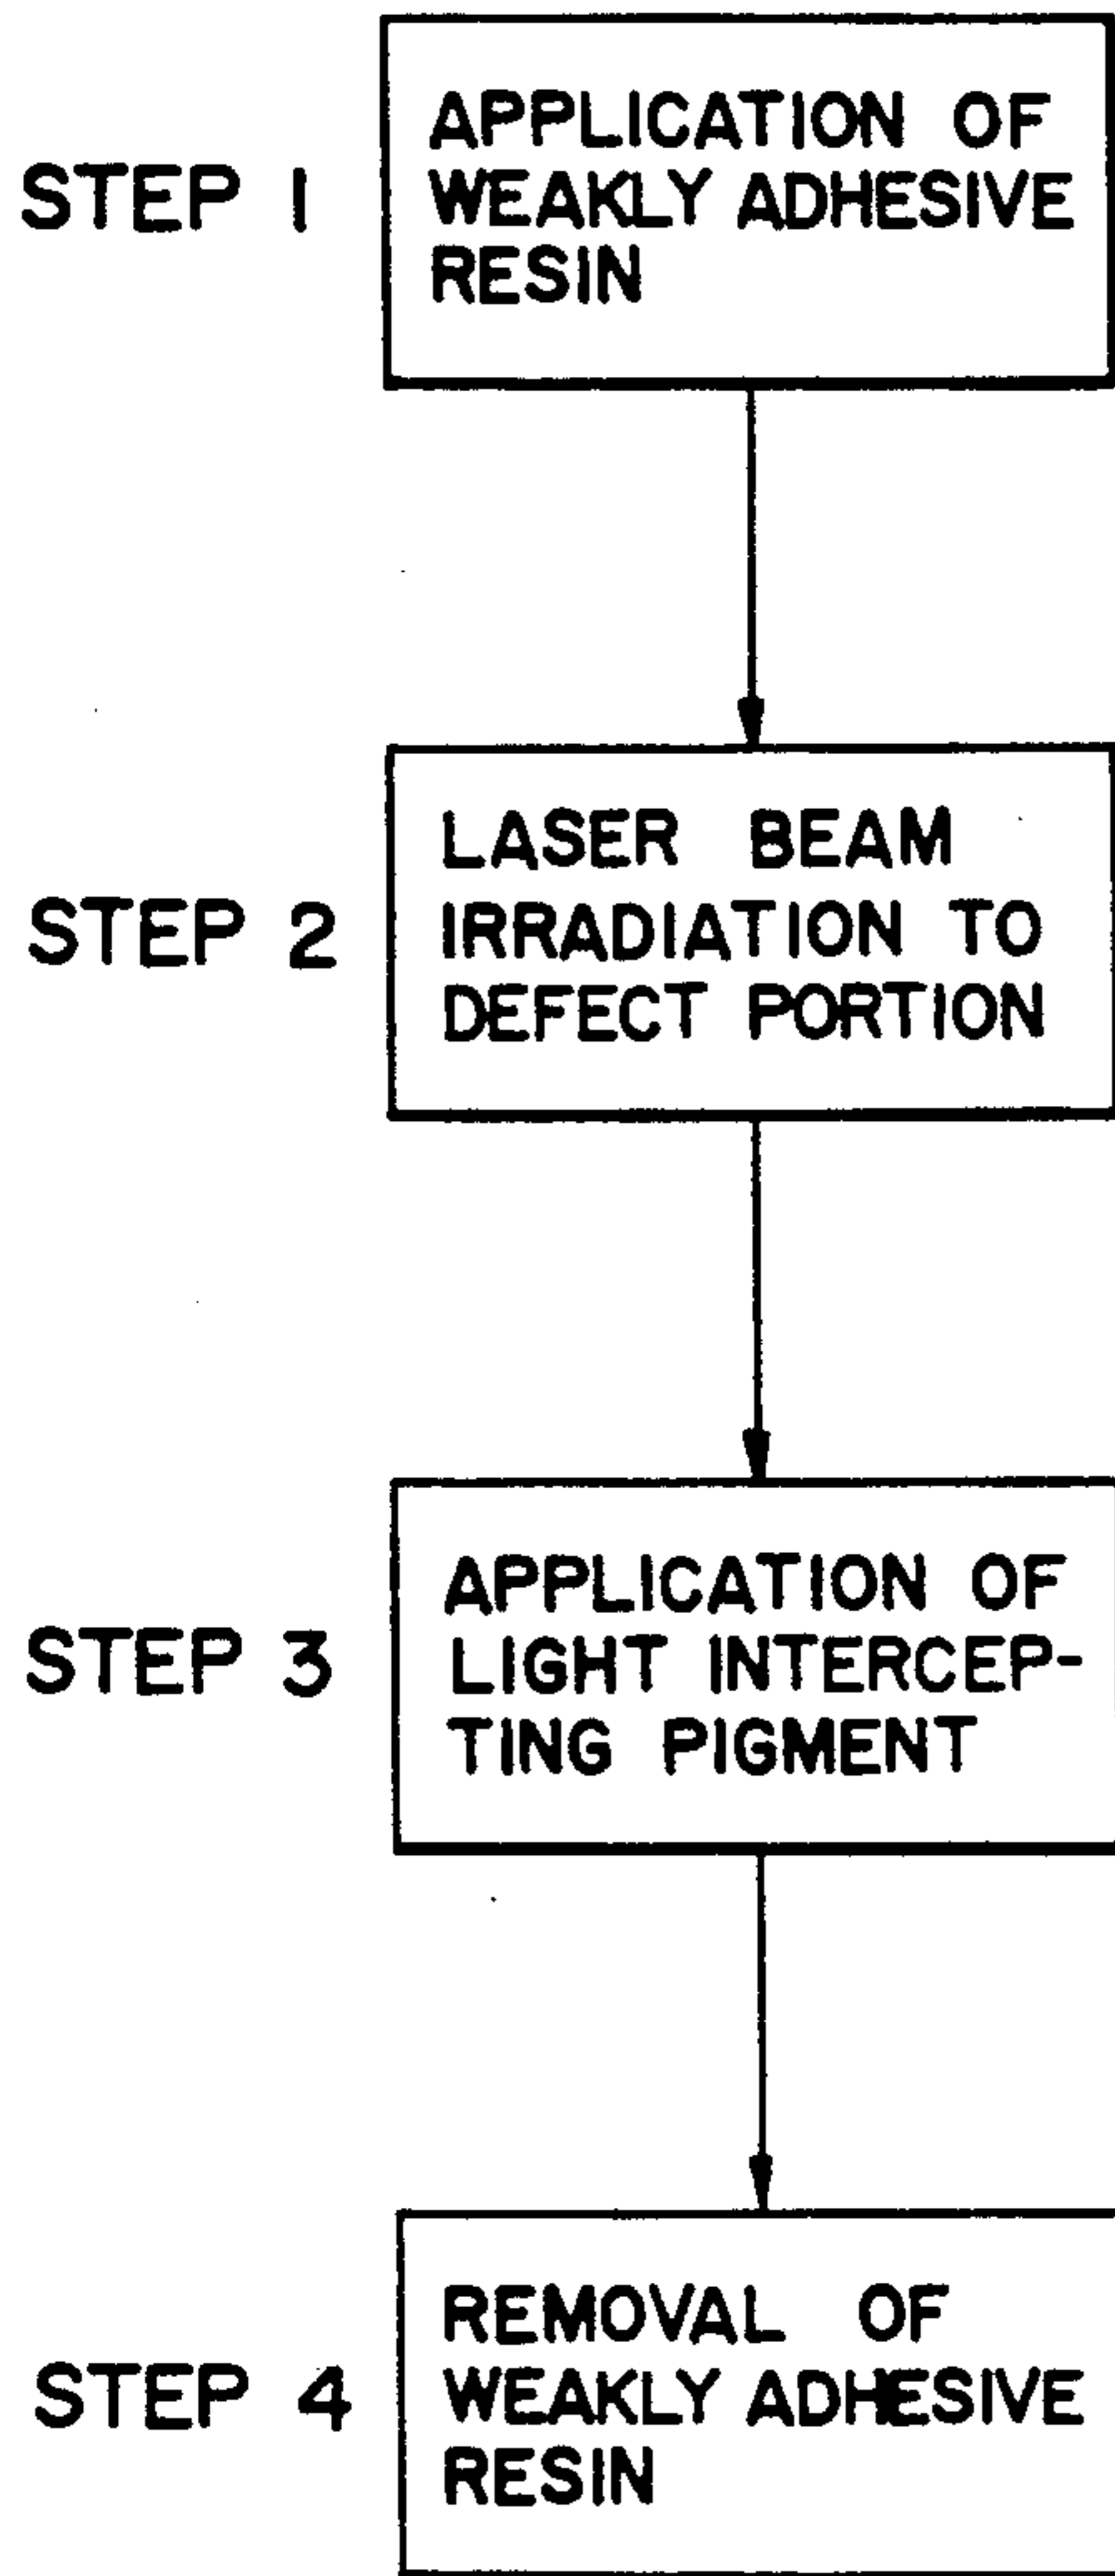 STEP 1
APPLICATION OF
WEAKLY ADHESIVE
RESIN
STEP 2
LASER BEAM
IRRADIATION TO
DEFECT PORTION
STEP 3
APPLICATION OF
LIGHT INTERCEP-
TING PIGMENT
STEP 4
REMOVAL OF
WEAKLY ADHESIVE
RESIN